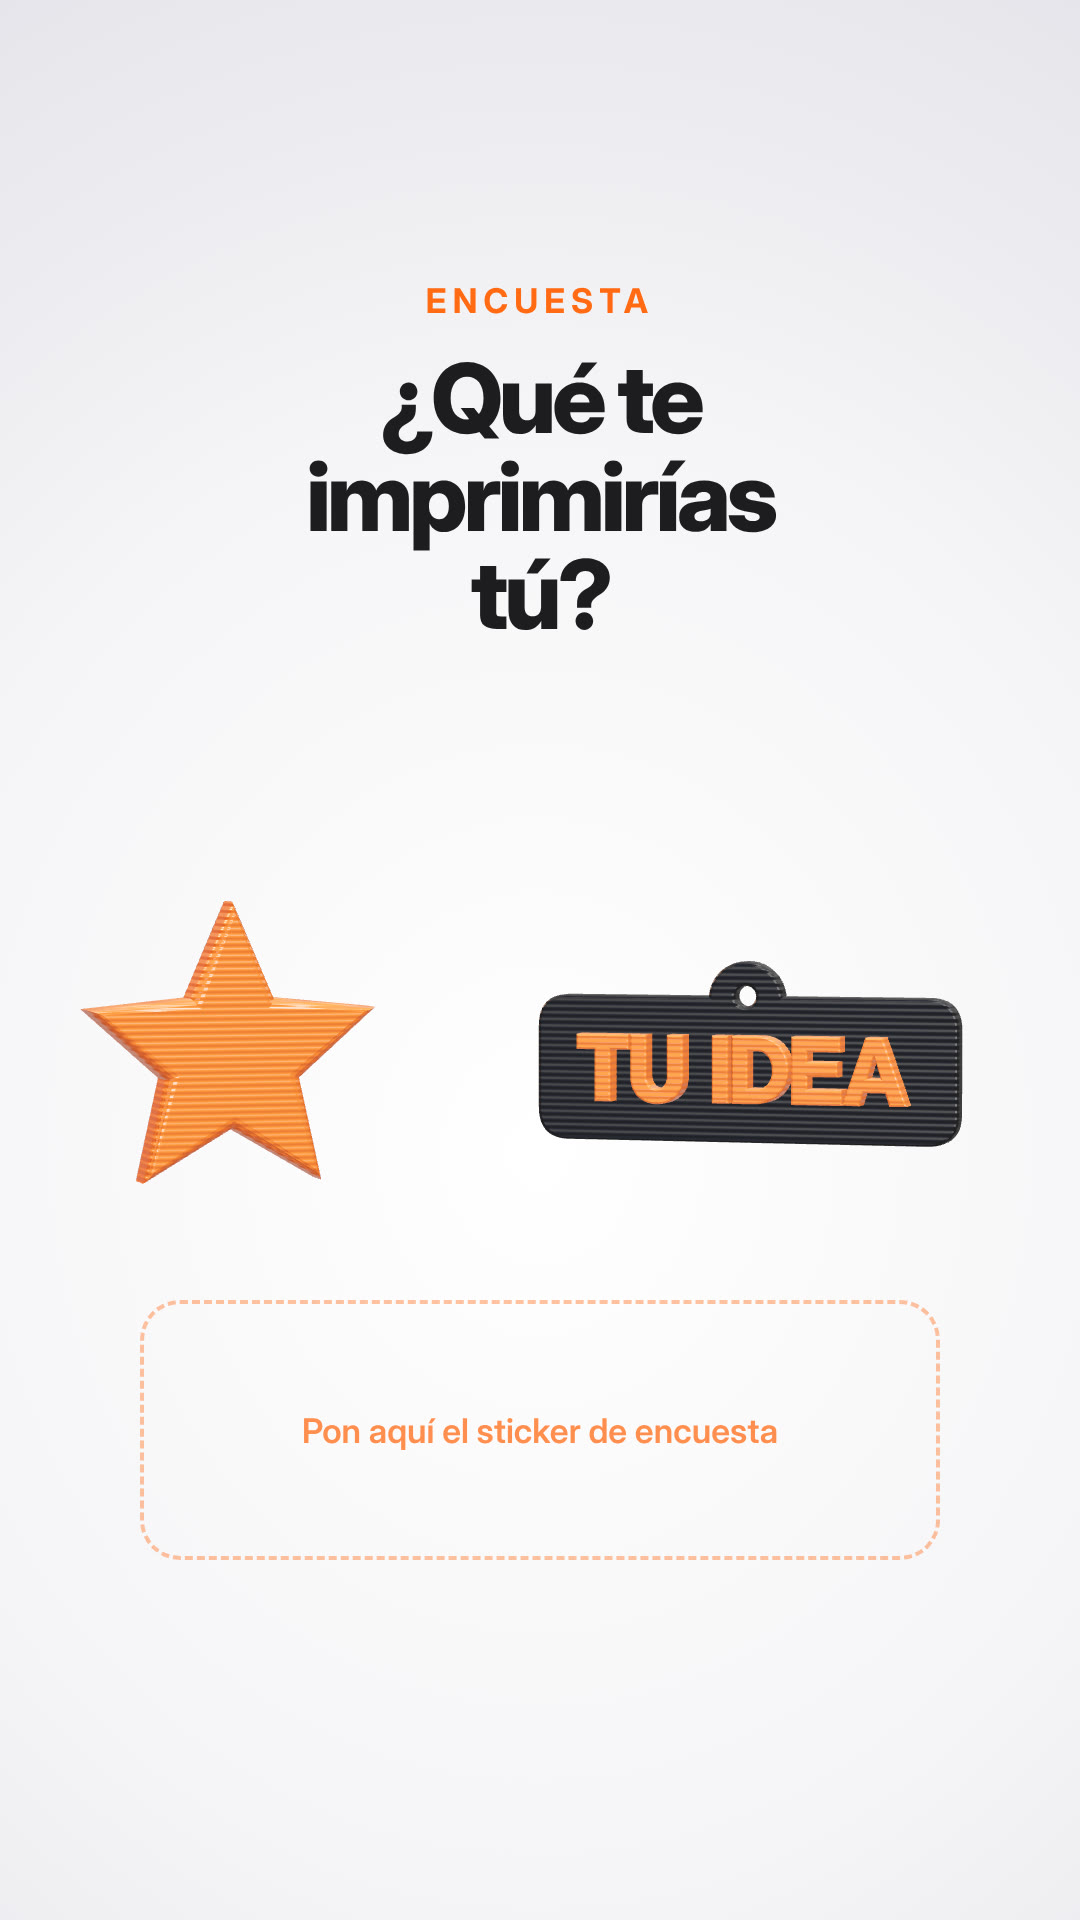 ENCUESTA
¿Qué te
imprimirías
tú?
TU IDEA
Pon aquí el sticker de encuesta